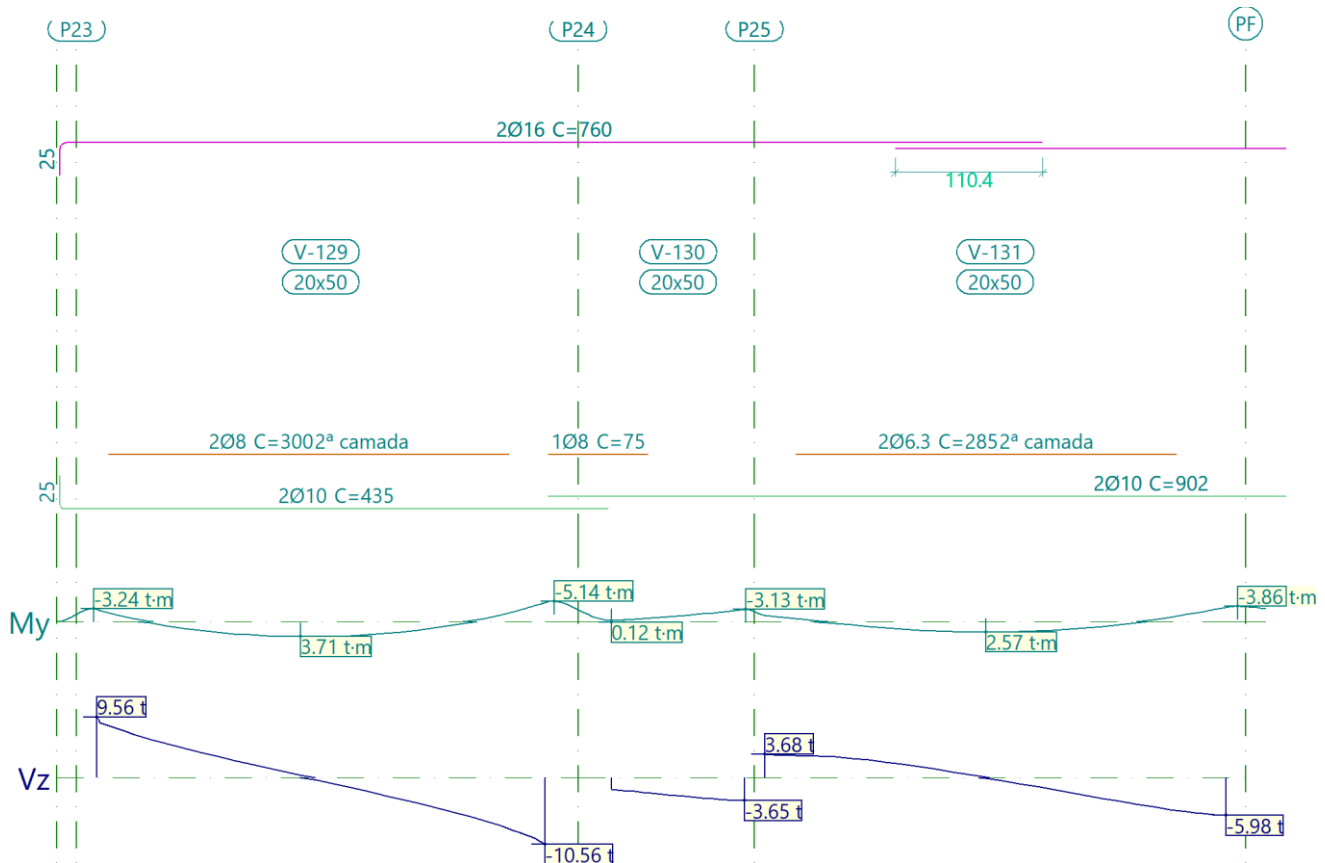 P23
P24
P25
PF
2Ø16 C=760
25
110.4
V-129
V-130
V-131
20x50
20x50
20x50
2Ø8 C=3002ª camada
1Ø8 C=75
2Ø6.3 C=2852ª camada
25
2Ø10 C=435
2Ø10 C=902
My
-3.24 t·m
3.71 t·m
-5.14 t·m
0.12 t·m
-3.13 t·m
2.57 t·m
-3.86 t·m
Vz
9.56 t
-10.56 t
-3.65 t
3.68 t
-5.98 t